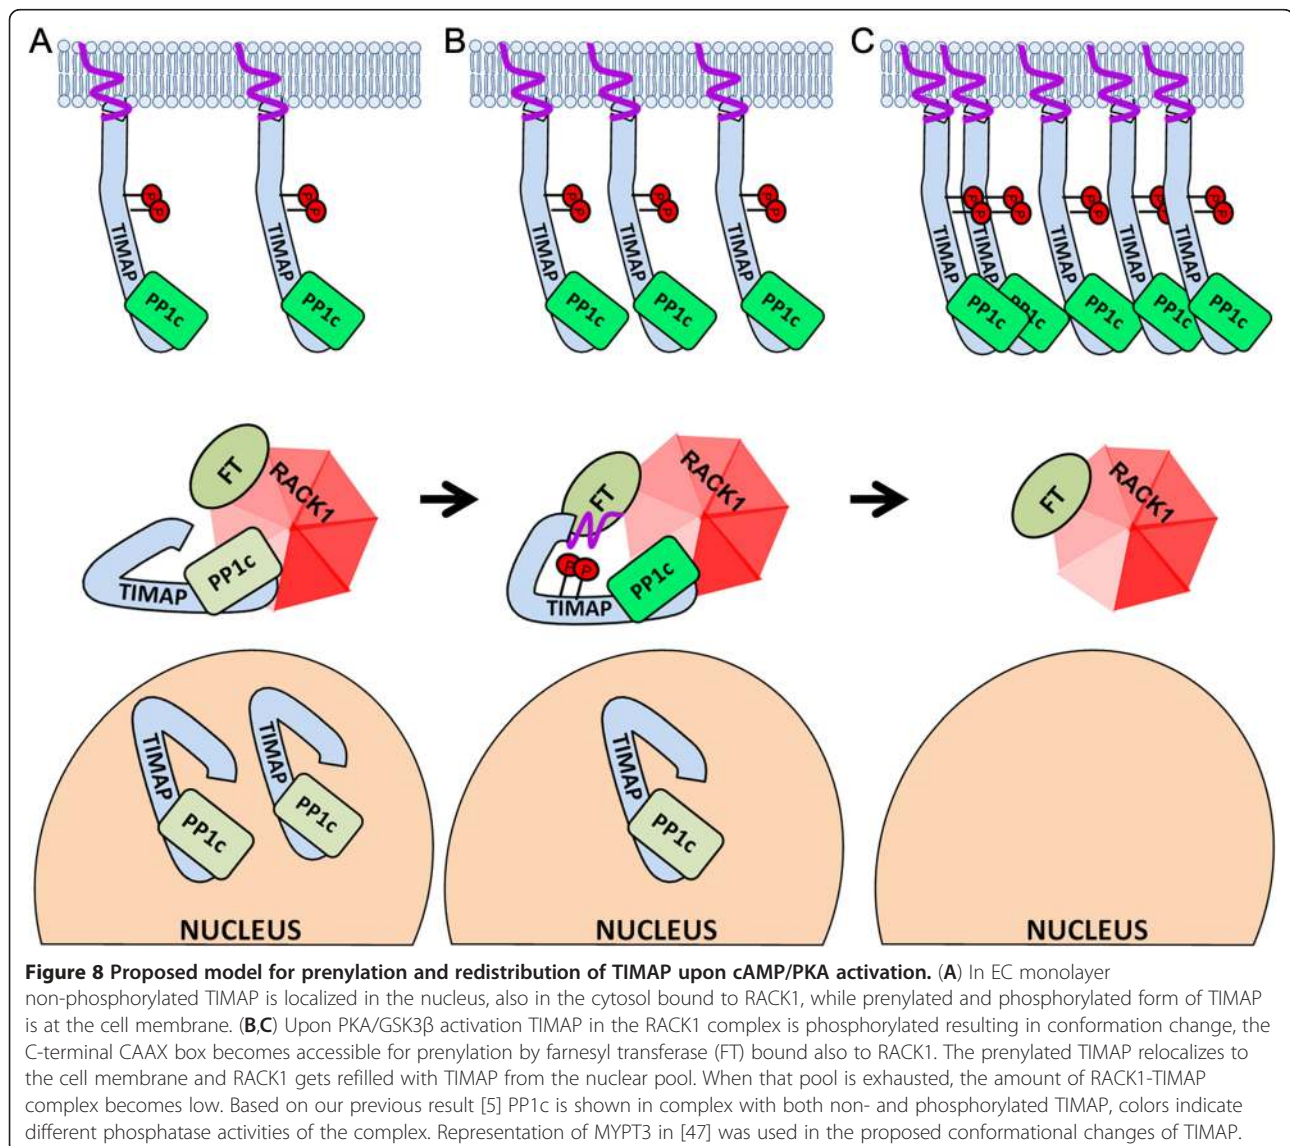 A B C
P P P P P P P P P P P P P P P P P P
TIMAP TIMAP TIMAP TIMAP TIMAP TIMAP TIMAP TIMAP TIMAP TIMAP
PP1c PP1c PP1c PP1c PP1c PP1c PP1c PP1c PP1c PP1c
FT RACK1 FT RACK1 FT RACK1
PP1c P P PP1c
TIMAP TIMAP
TIMAP TIMAP TIMAP
PP1c PP1c PP1c
NUCLEUS NUCLEUS NUCLEUS
Figure 8 Proposed model for prenylation and redistribution of TIMAP upon cAMP/PKA activation. (A) In EC monolayer
non-phosphorylated TIMAP is localized in the nucleus, also in the cytosol bound to RACK1, while prenylated and phosphorylated form of TIMAP
is at the cell membrane. (B,C) Upon PKA/GSK3β activation TIMAP in the RACK1 complex is phosphorylated resulting in conformation change, the
C-terminal CAAX box becomes accessible for prenylation by farnesyl transferase (FT) bound also to RACK1. The prenylated TIMAP relocalizes to
the cell membrane and RACK1 gets refilled with TIMAP from the nuclear pool. When that pool is exhausted, the amount of RACK1-TIMAP
complex becomes low. Based on our previous result [5] PP1c is shown in complex with both non- and phosphorylated TIMAP, colors indicate
different phosphatase activities of the complex. Representation of MYPT3 in [47] was used in the proposed conformational changes of TIMAP.